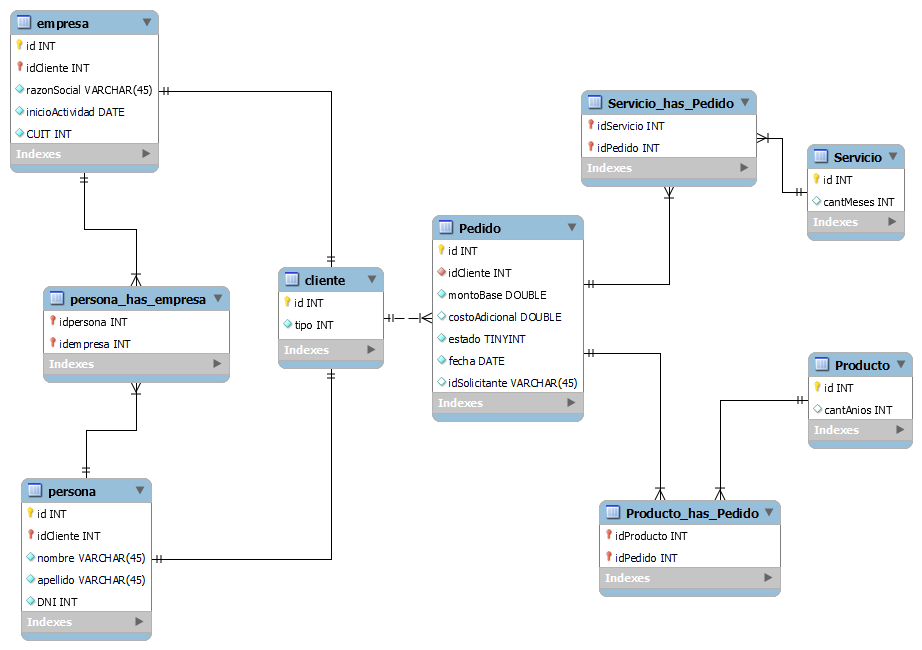 empresa
id INT
idCliente INT
razonSocial VARCHAR(45)
inicioActividad DATE
CUIT INT
Indexes
persona_has_empresa
idpersona INT
idempresa INT
Indexes
persona
id INT
idCliente INT
nombre VARCHAR(45)
apellido VARCHAR(45)
DNI INT
Indexes
cliente
id INT
tipo INT
Indexes
Pedido
id INT
idCliente INT
montoBase DOUBLE
costoAdicional DOUBLE
estado TINYINT
fecha DATE
idSolicitante VARCHAR(45)
Indexes
Servicio_has_Pedido
idServicio INT
idPedido INT
Indexes
Servicio
id INT
cantMeses INT
Indexes
Producto
id INT
cantAnios INT
Indexes
Producto_has_Pedido
idProducto INT
idPedido INT
Indexes